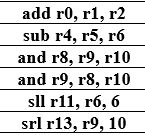 add r0, r1, r2
sub r4, r5, r6
and r8, r9, r10
and r9, r8, r10
sll r11, r6, 6
srl r13, r9, 10